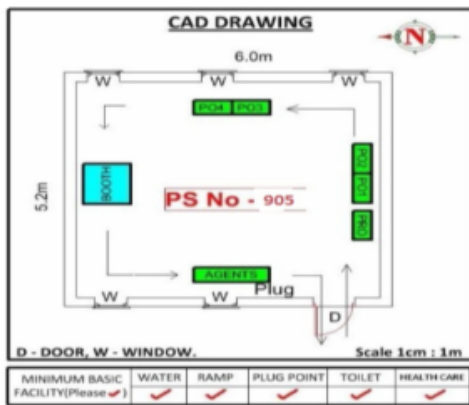 CAD DRAWING
N
6.0m
W W W
PO4 PO3
5.2m
BOOTH
PO2
PO1
PRO
PS No - 905
AGENTS
Plug
W W
D
D - DOOR, W - WINDOW. Scale 1cm : 1m
MINIMUM BASIC FACILITY(Please ✓) WATER RAMP PLUG POINT TOILET HEALTH CARE
✓ ✓ ✓ ✓ ✓